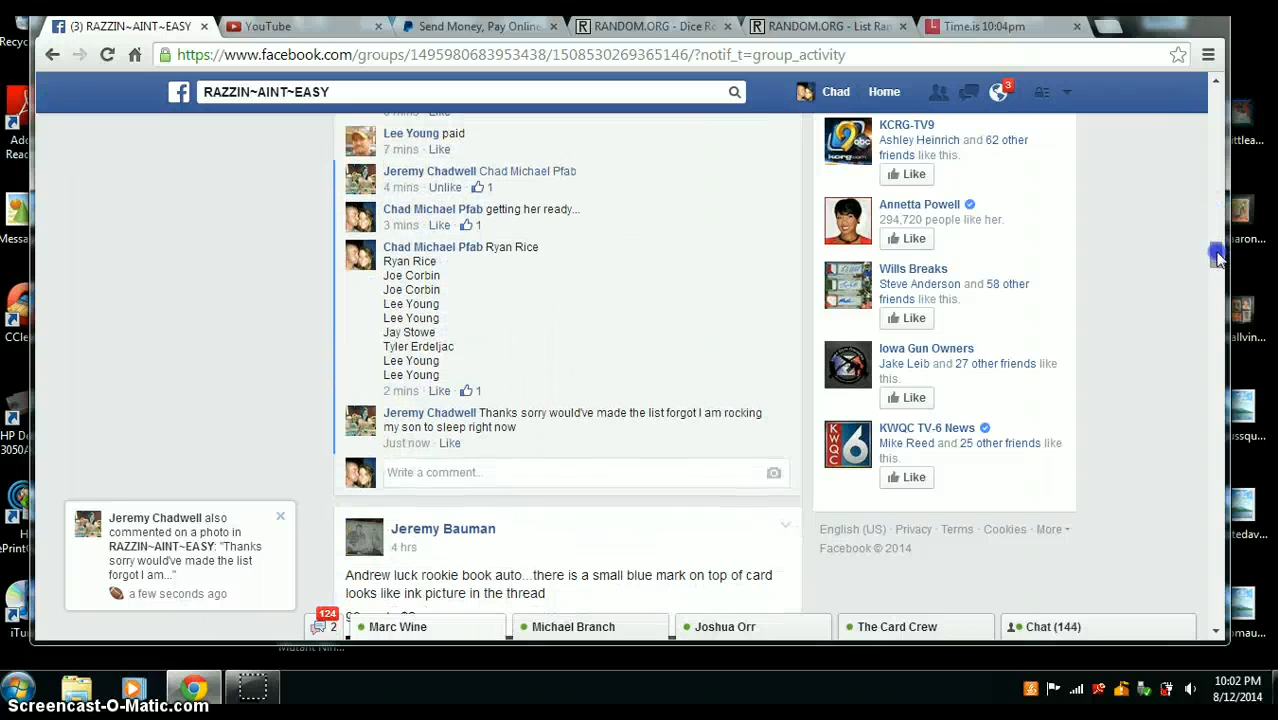 (3) RAZZIN~AINT~EASY
YouTube
Send Money, Pay Online
RANDOM.ORG - Dice Ro
RANDOM.ORG - List Ran
Time.is 10:04pm
https://www.facebook.com/groups/1495980683953438/1508530269365146/?notif_t=group_activity
RAZZIN~AINT~EASY
Chad
Home
3
Lee Young paid
7 mins · Like
Jeremy Chadwell Chad Michael Pfab
4 mins · Unlike · 1
Chad Michael Pfab getting her ready...
3 mins · Like · 1
Chad Michael Pfab Ryan Rice
Ryan Rice
Joe Corbin
Joe Corbin
Lee Young
Lee Young
Jay Stowe
Tyler Erdeljac
Lee Young
Lee Young
2 mins · Like · 1
Jeremy Chadwell Thanks sorry would've made the list forgot I am rocking
my son to sleep right now
Just now · Like
Write a comment...
Jeremy Bauman
4 hrs
Andrew luck rookie book auto...there is a small blue mark on top of card
looks like ink picture in the thread
KCRG-TV9
Ashley Heinrich and 62 other
friends like this.
Like
Annetta Powell
294,720 people like her.
Like
Wills Breaks
Steve Anderson and 58 other
friends like this.
Like
Iowa Gun Owners
Jake Leib and 27 other friends like
this.
Like
KWQC TV-6 News
Mike Reed and 25 other friends like
this.
Like
English (US) · Privacy · Terms · Cookies · More
Facebook © 2014
Jeremy Chadwell also
commented on a photo in
RAZZIN~AINT~EASY: "Thanks
sorry would've made the list
forgot I am..."
a few seconds ago
124
2
Marc Wine
Michael Branch
Joshua Orr
The Card Crew
Chat (144)
10:02 PM
8/12/2014
Screencast-O-Matic.com